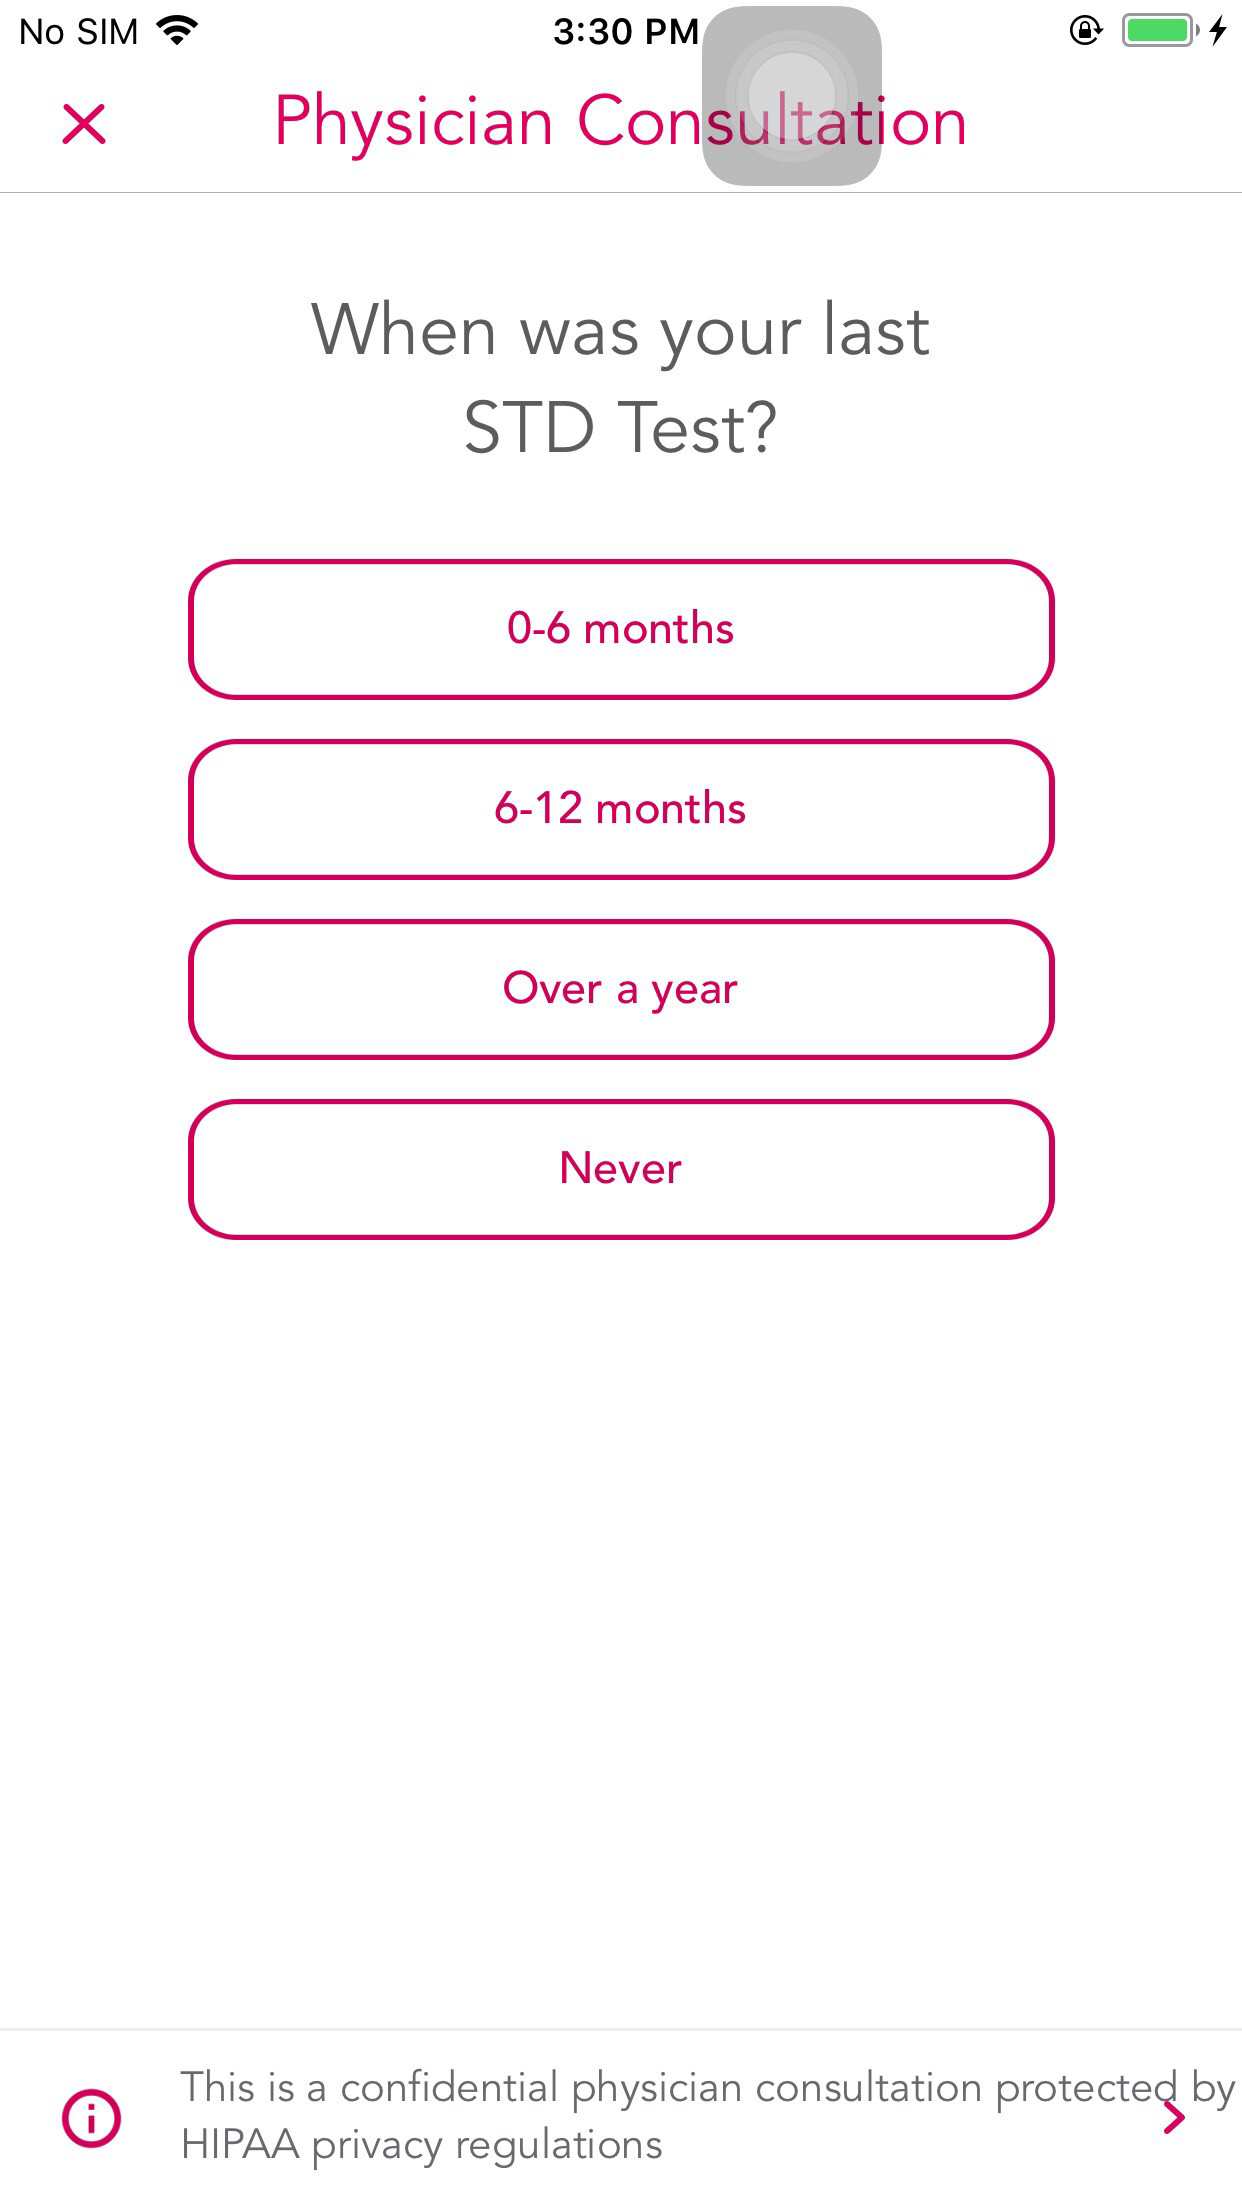 No SIM 3:30 PM
Physician Consultation
When was your last
STD Test?
0-6 months
6-12 months
Over a year
Never
This is a confidential physician consultation protected by
HIPAA privacy regulations